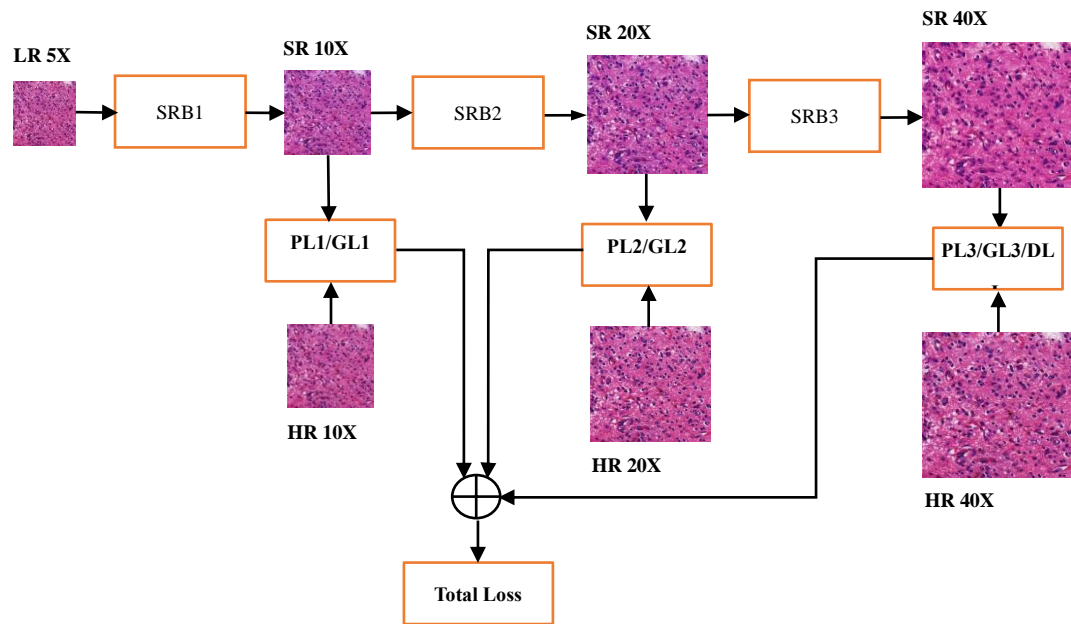 LR 5X
SR 10X
SR 20X
SR 40X
SRB1
SRB2
SRB3
PL1/GL1
PL2/GL2
PL3/GL3/DL
HR 10X
HR 20X
HR 40X
Total Loss